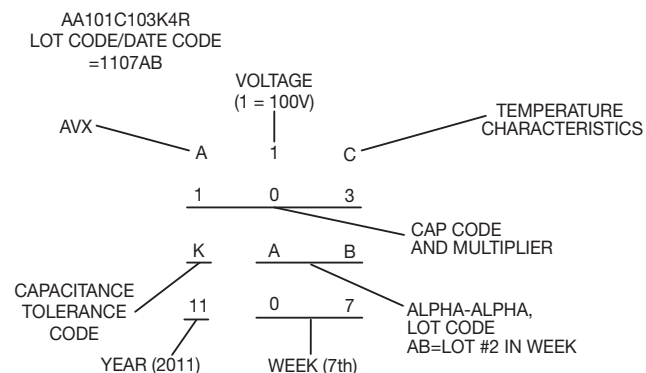 AA101C103K4R
LOT CODE/DATE CODE
=1107AB
VOLTAGE
(1 = 100V)
AVX
TEMPERATURE
CHARACTERISTICS
A 1 C
1 0 3
CAP CODE
AND MULTIPLIER
K A B
CAPACITANCE
TOLERANCE
CODE
11 0 7
ALPHA-ALPHA,
LOT CODE
AB=LOT #2 IN WEEK
YEAR (2011)
WEEK (7th)